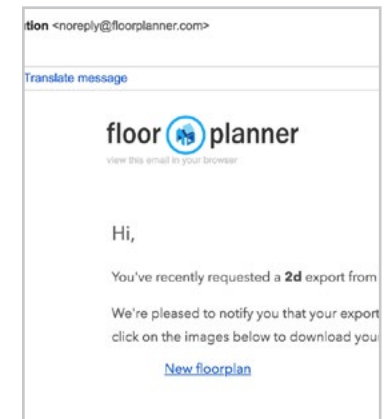 tion <noreply@floorplanner.com>
Translate message
floor planner
view this email in your browser
Hi,
You've recently requested a 2d export from
We're pleased to notify you that your export
click on the images below to download you
New floorplan